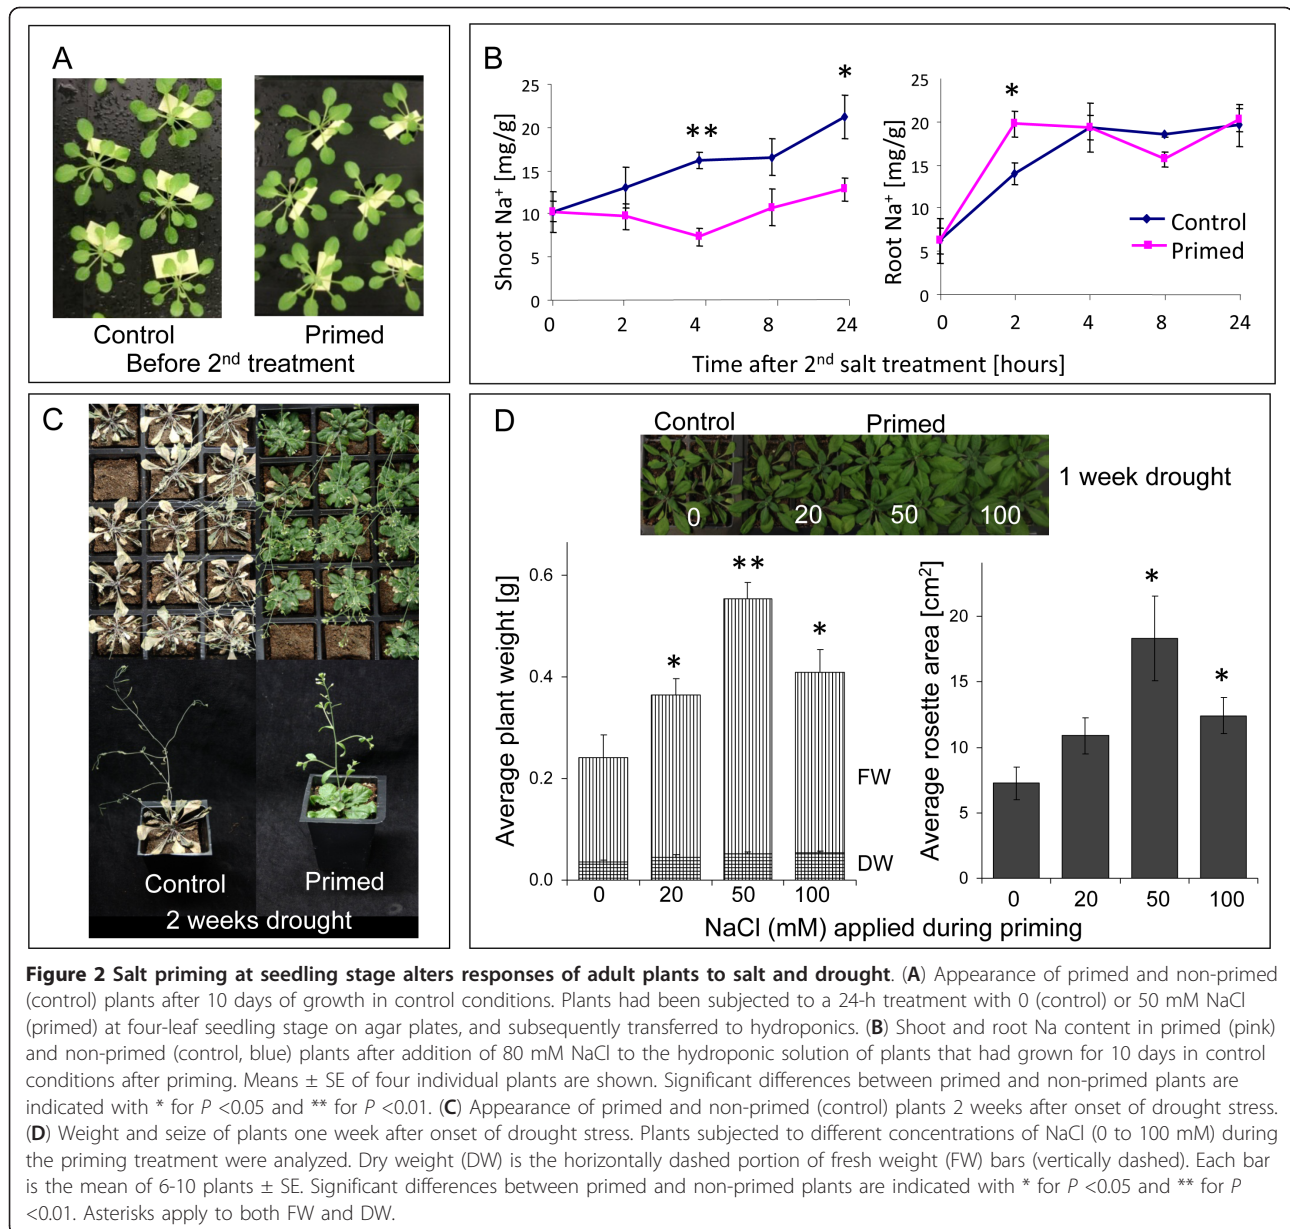 A
Control
Primed
Before 2nd treatment
B
25
20
15
10
5
0
Shoot Na+ [mg/g]
*
**
0
2
4
8
24
25
20
15
10
5
0
Root Na+ [mg/g]
*
Control
Primed
0
2
4
8
24
Time after 2nd salt treatment [hours]
C
Control
Primed
2 weeks drought
D
Control
Primed
0
20
50
100
1 week drought
Average plant weight [g]
0.6
0.4
0.2
0.0
*
**
*
FW
DW
0
20
50
100
Average rosette area [cm2]
20
15
10
5
0
*
*
0
20
50
100
NaCl (mM) applied during priming
Figure 2 Salt priming at seedling stage alters responses of adult plants to salt and drought. (A) Appearance of primed and non-primed
(control) plants after 10 days of growth in control conditions. Plants had been subjected to a 24-h treatment with 0 (control) or 50 mM NaCl
(primed) at four-leaf seedling stage on agar plates, and subsequently transferred to hydroponics. (B) Shoot and root Na content in primed (pink)
and non-primed (control, blue) plants after addition of 80 mM NaCl to the hydroponic solution of plants that had grown for 10 days in control
conditions after priming. Means ± SE of four individual plants are shown. Significant differences between primed and non-primed plants are
indicated with * for P <0.05 and ** for P <0.01. (C) Appearance of primed and non-primed (control) plants 2 weeks after onset of drought stress.
(D) Weight and seize of plants one week after onset of drought stress. Plants subjected to different concentrations of NaCl (0 to 100 mM) during
the priming treatment were analyzed. Dry weight (DW) is the horizontally dashed portion of fresh weight (FW) bars (vertically dashed). Each bar
is the mean of 6-10 plants ± SE. Significant differences between primed and non-primed plants are indicated with * for P <0.05 and ** for P
<0.01. Asterisks apply to both FW and DW.